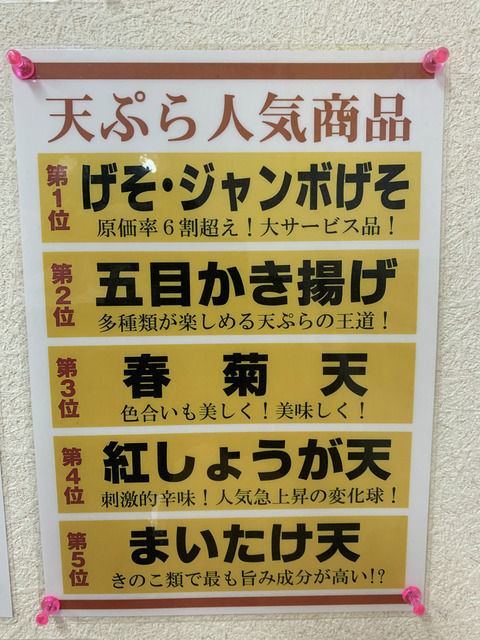 天ぷら人気商品
第1位
げそ・ジャンボげそ
原価率6割超え！大サービス品！
第2位
五目かき揚げ
多種類が楽しめる天ぷらの王道！
第3位
春菊天
色合いも美しく！美味しく！
第4位
紅しょうが天
刺激的辛味！人気急上昇の変化球！
第5位
まいたけ天
きのこ類で最も旨み成分が高い!?